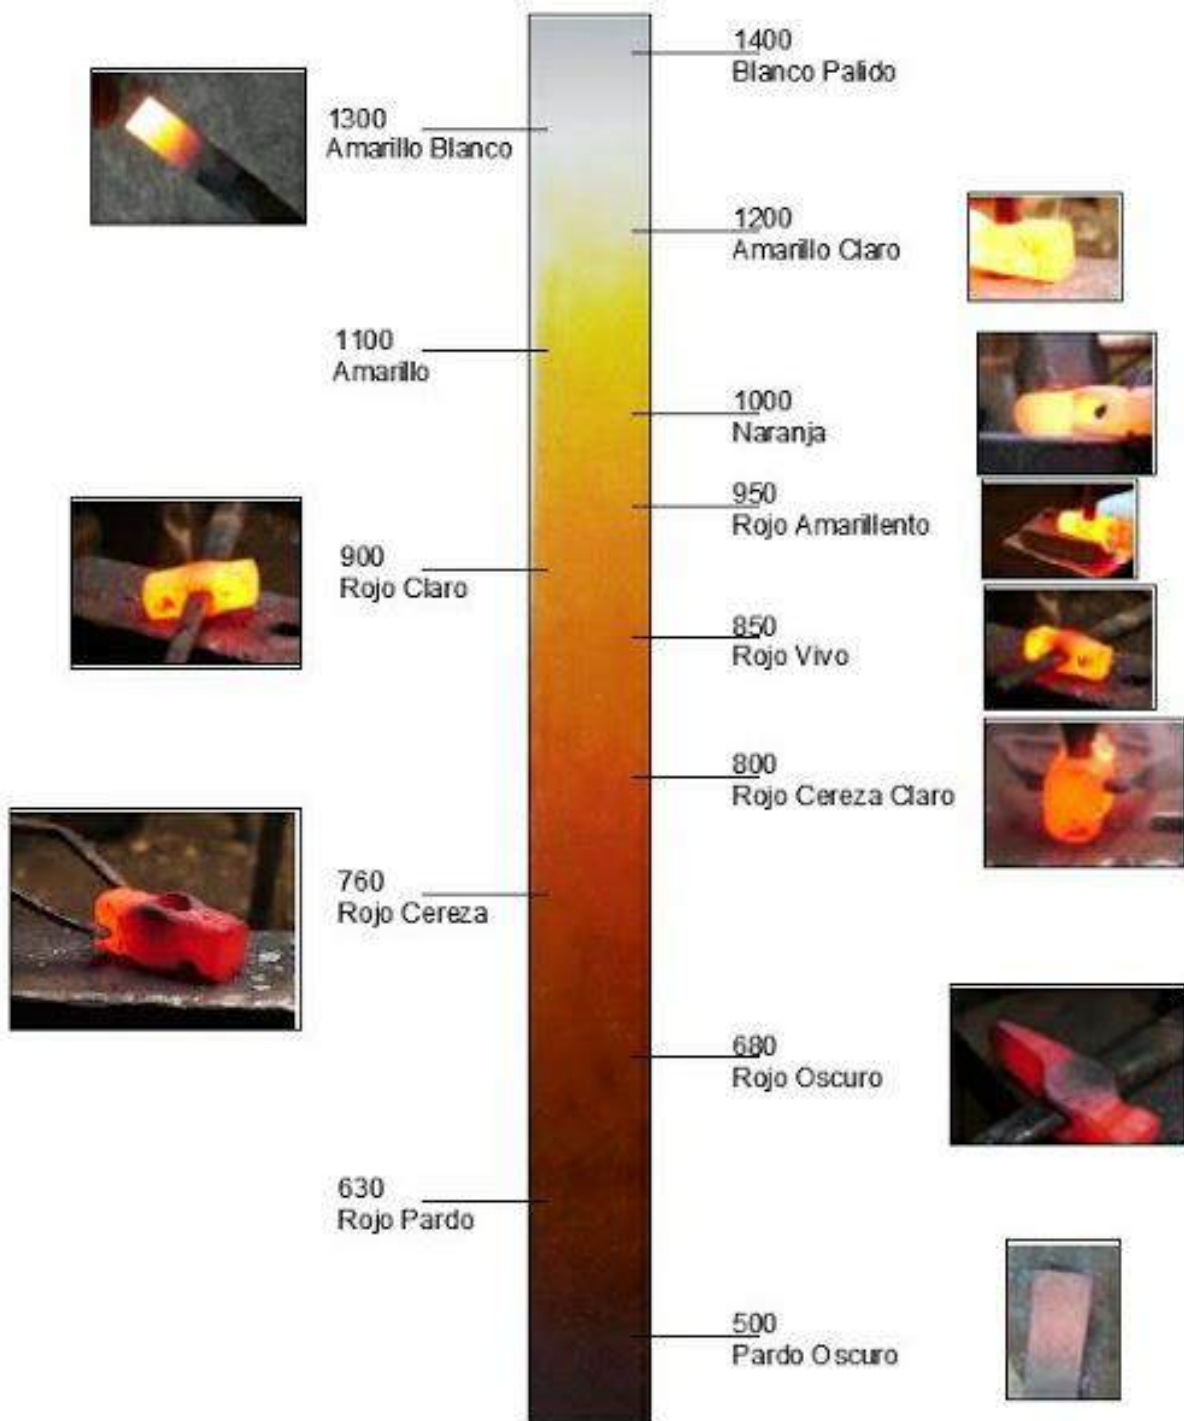 1400
Blanco Palido
1300
Amarillo Blanco
1200
Amarillo Claro
1100
Amarillo
1000
Naranja
950
Rojo Amarillento
900
Rojo Claro
850
Rojo Vivo
800
Rojo Cereza Claro
760
Rojo Cereza
680
Rojo Oscuro
630
Rojo Pardo
500
Pardo Oscuro